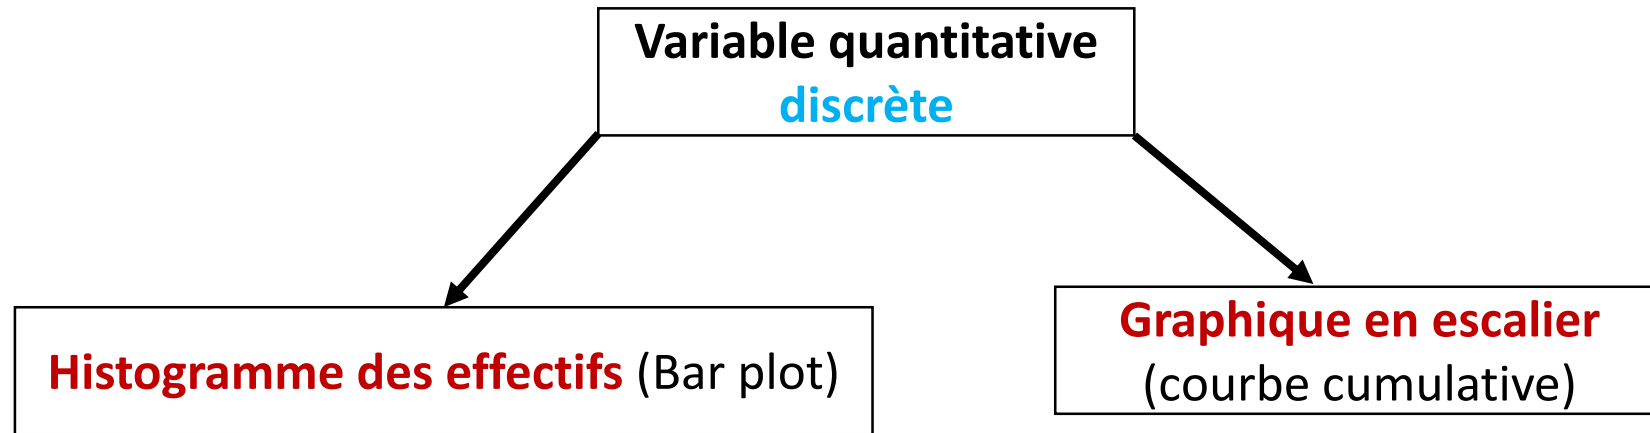 Variable quantitative
discrète
Histogramme des effectifs (Bar plot)
Graphique en escalier
(courbe cumulative)